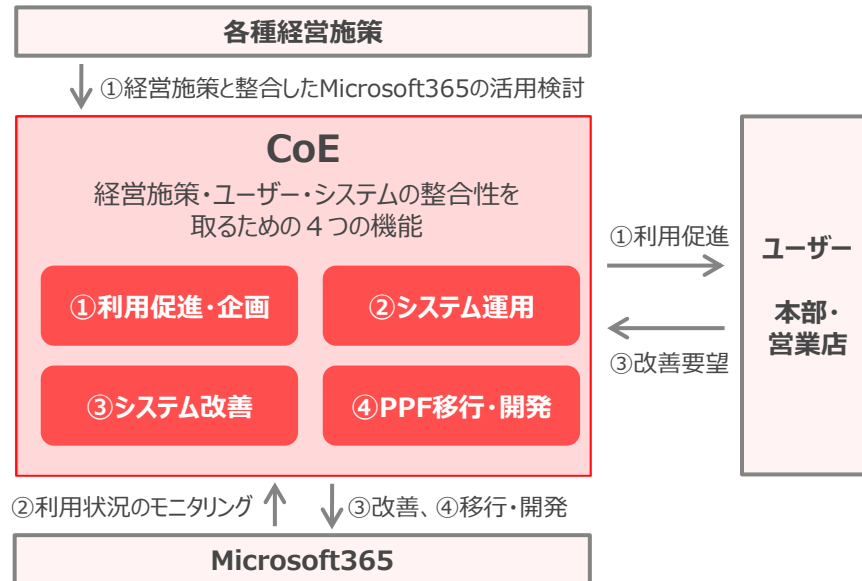 各種経営施策
①経営施策と整合したMicrosoft365の活用検討
CoE
経営施策・ユーザー・システムの整合性を
取るための４つの機能
①利用促進・企画
②システム運用
③システム改善
④PPF移行・開発
①利用促進
③改善要望
ユーザー
本部・
営業店
②利用状況のモニタリング
③改善、④移行・開発
Microsoft365